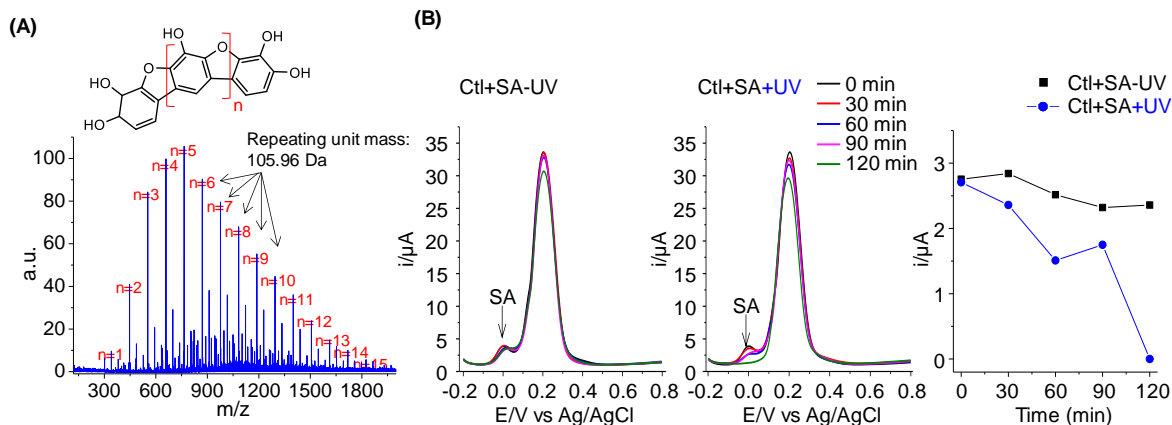 (A)
HO
O
HO
O
OH
OH
HO
HO
n
Repeating unit mass:
105.96 Da
a.u.
100
80
60
40
20
0
n=1
n=2
n=3
n=4
n=5
n=6
n=7
n=8
n=9
n=10
n=11
n=12
n=13
n=14
n=15
300 600 900 1200 1500 1800
m/z
(B)
Ctl+SA-UV
i/µA
35
30
25
20
15
10
5
0
SA
-0.2 0.0 0.2 0.4 0.6 0.8
E/V vs Ag/AgCl
Ctl+SA+UV
0 min
30 min
60 min
90 min
120 min
i/µA
35
30
25
20
15
10
5
0
SA
-0.2 0.0 0.2 0.4 0.6 0.8
E/V vs Ag/AgCl
Ctl+SA-UV
Ctl+SA+UV
i/µA
4
3
2
1
0
0 30 60 90 120
Time (min)